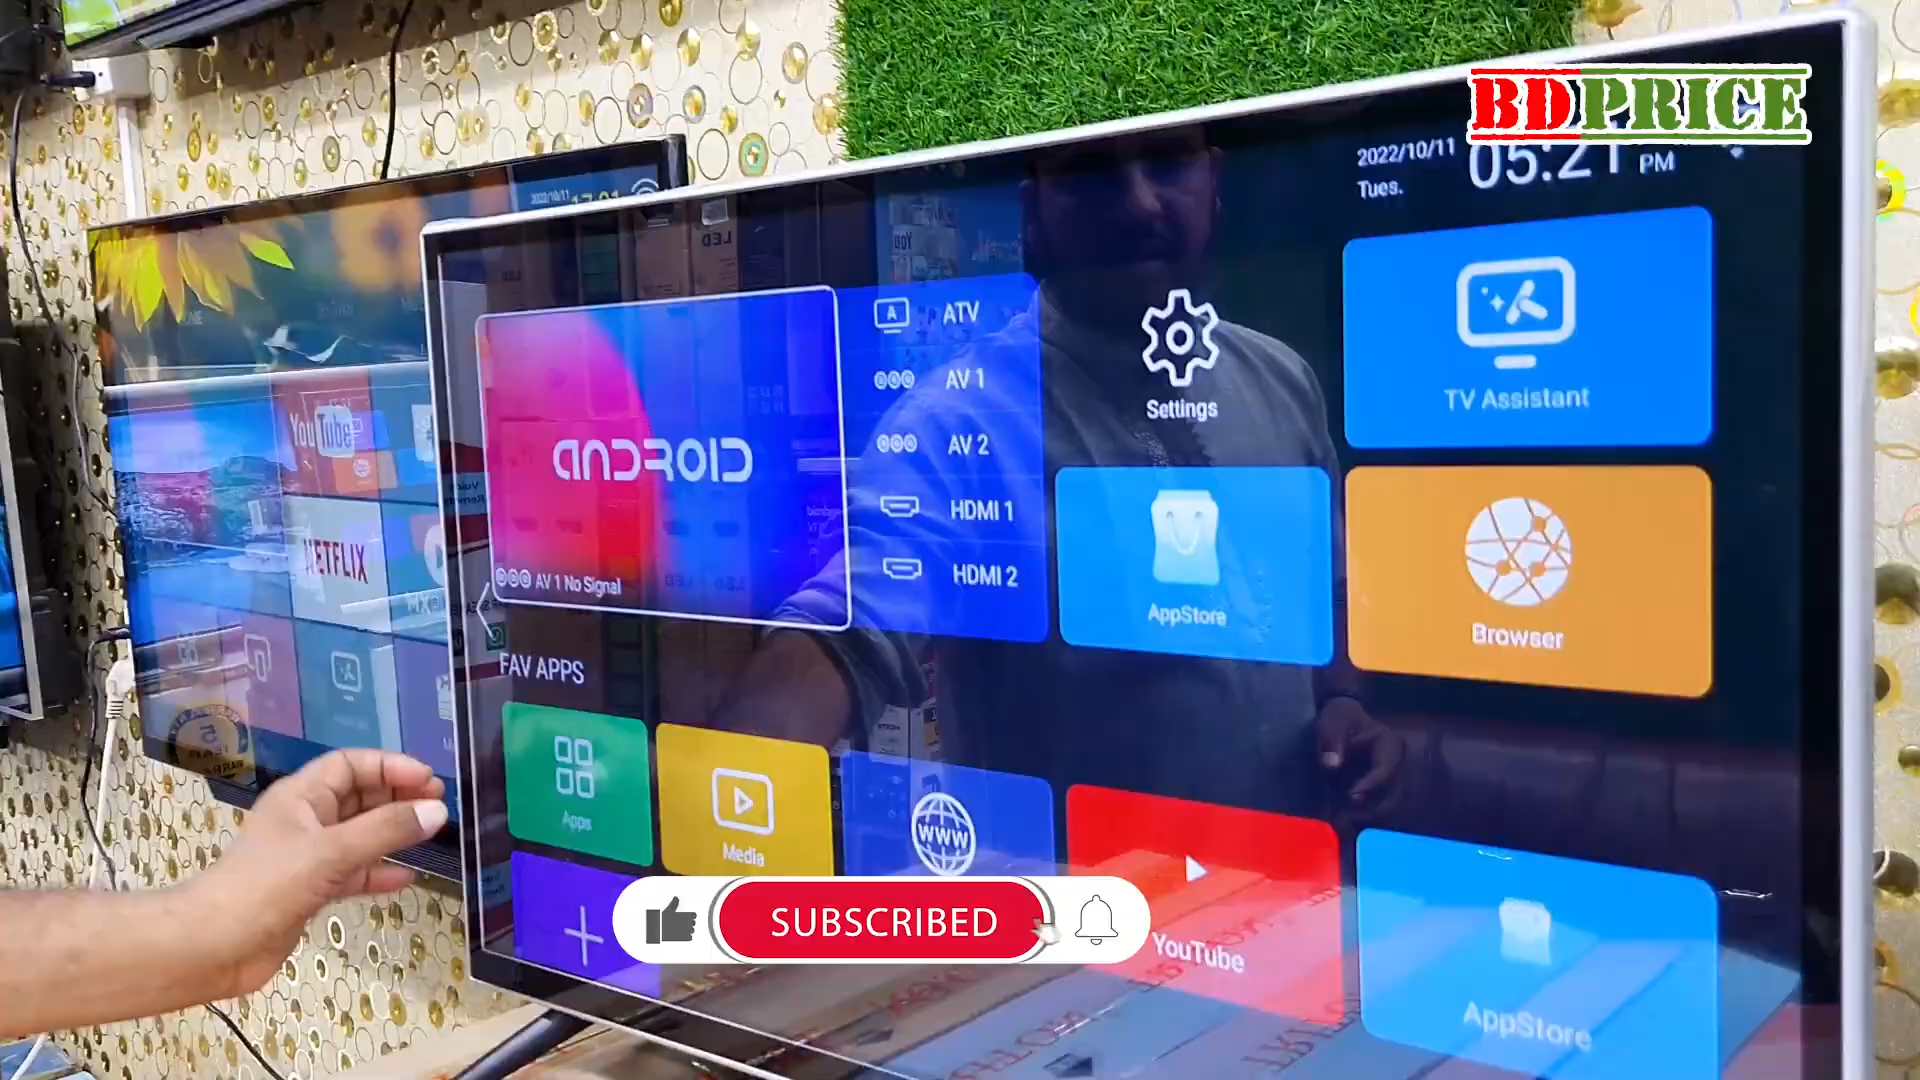 BDPRICE
2022/10/11
Tues.
05:21 PM
ANDROID
AV 1 No Signal
ATV
AV 1
AV 2
HDMI 1
HDMI 2
Settings
TV Assistant
AppStore
Browser
FAV APPS
Apps
Media
WWW
YouTube
AppStore
SUBSCRIBED
YouTube
NETFLIX